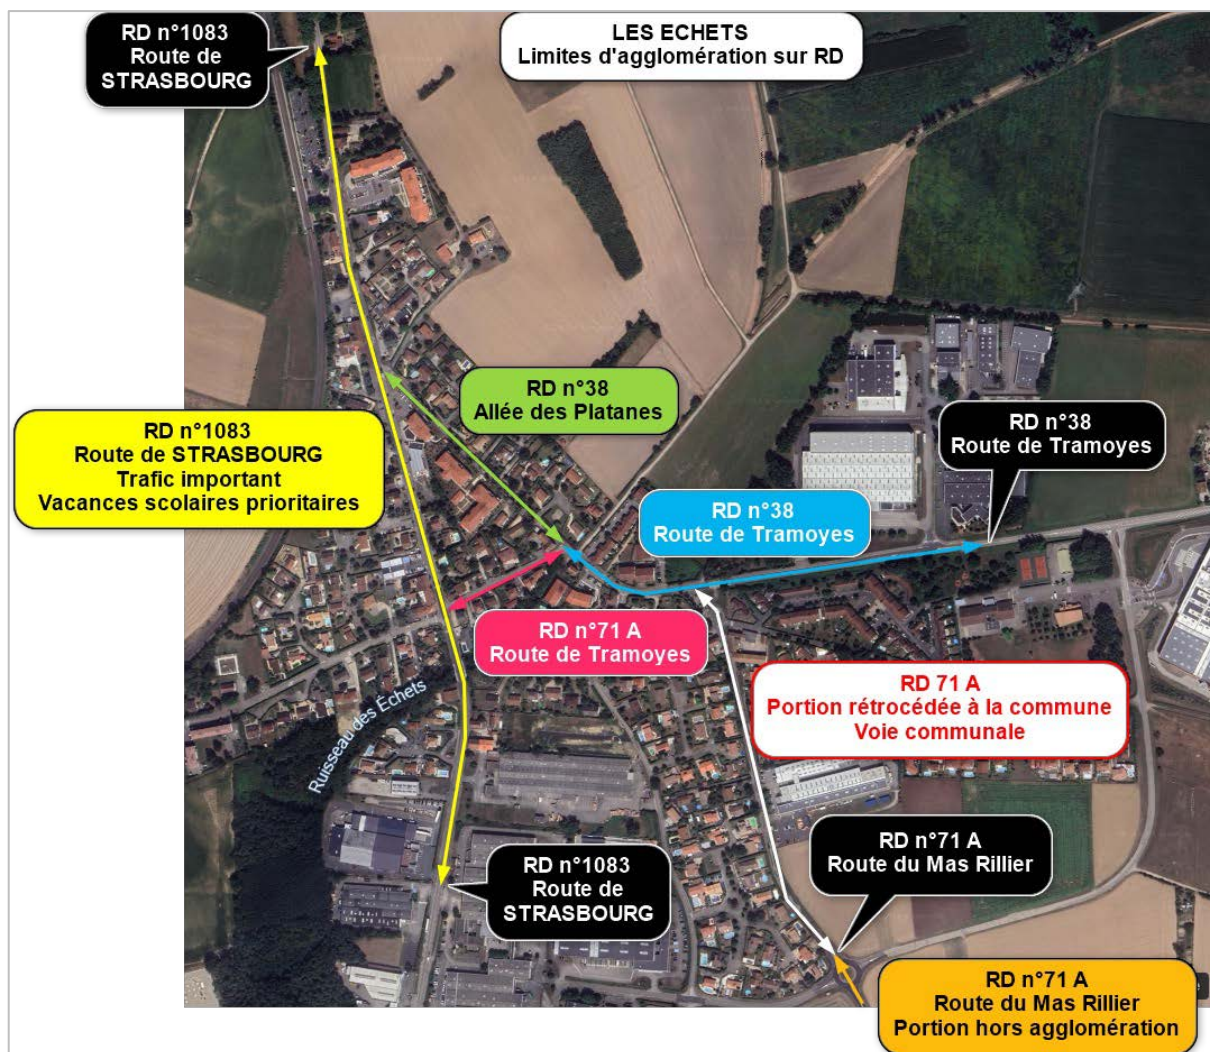 RD n°1083
Route de
STRASBOURG
LES ECHETS
Limites d'agglomération sur RD
RD n°38
Allée des Platanes
RD n°38
Route de Tramoyes
RD n°1083
Route de STRASBOURG
Trafic important
Vacances scolaires prioritaires
RD n°38
Route de Tramoyes
RD n°71 A
Route de Tramoyes
RD 71 A
Portion rétrocédée à la commune
Voie communale
Ruisseau des Échets
RD n°71 A
Route du Mas Rillier
RD n°1083
Route de
STRASBOURG
RD n°71 A
Route du Mas Rillier
Portion hors agglomération